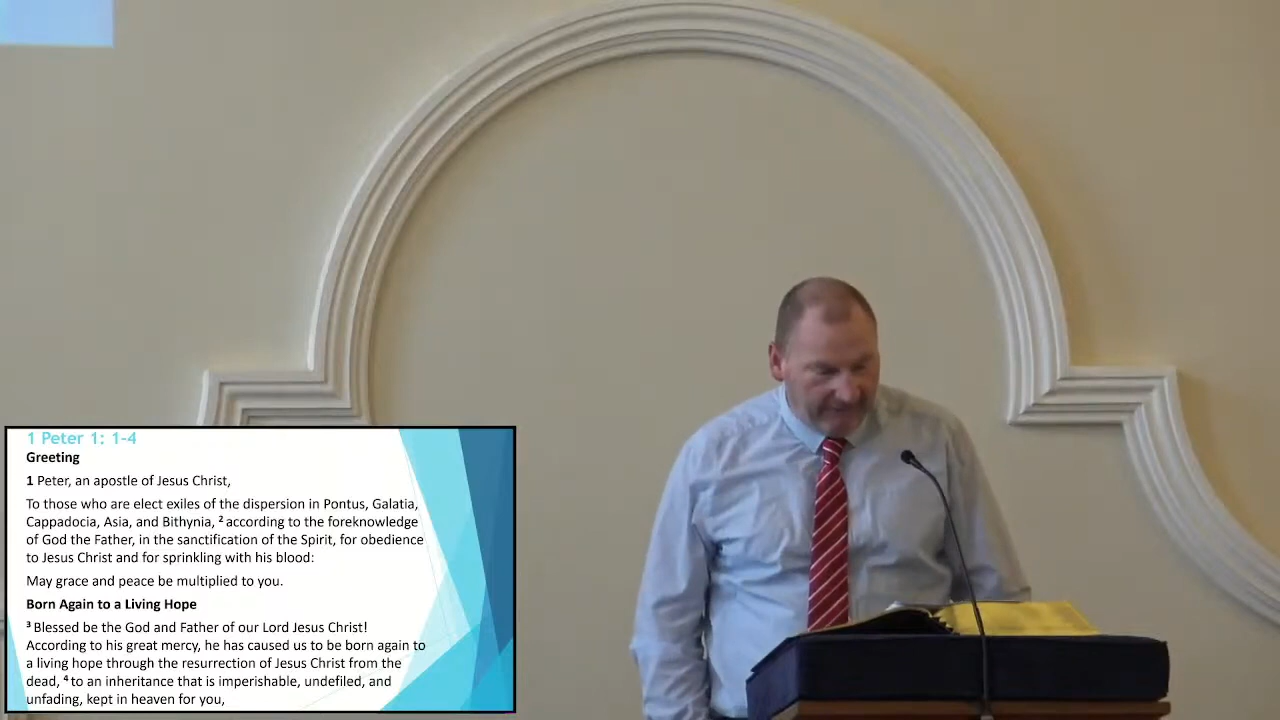 1 Peter 1: 1-4
Greeting
1 Peter, an apostle of Jesus Christ,
To those who are elect exiles of the dispersion in Pontus, Galatia,
Cappadocia, Asia, and Bithynia, 2 according to the foreknowledge
of God the Father, in the sanctification of the Spirit, for obedience
to Jesus Christ and for sprinkling with his blood:
May grace and peace be multiplied to you.
Born Again to a Living Hope
3 Blessed be the God and Father of our Lord Jesus Christ!
According to his great mercy, he has caused us to be born again to
a living hope through the resurrection of Jesus Christ from the
dead, 4 to an inheritance that is imperishable, undefiled, and
unfading, kept in heaven for you,